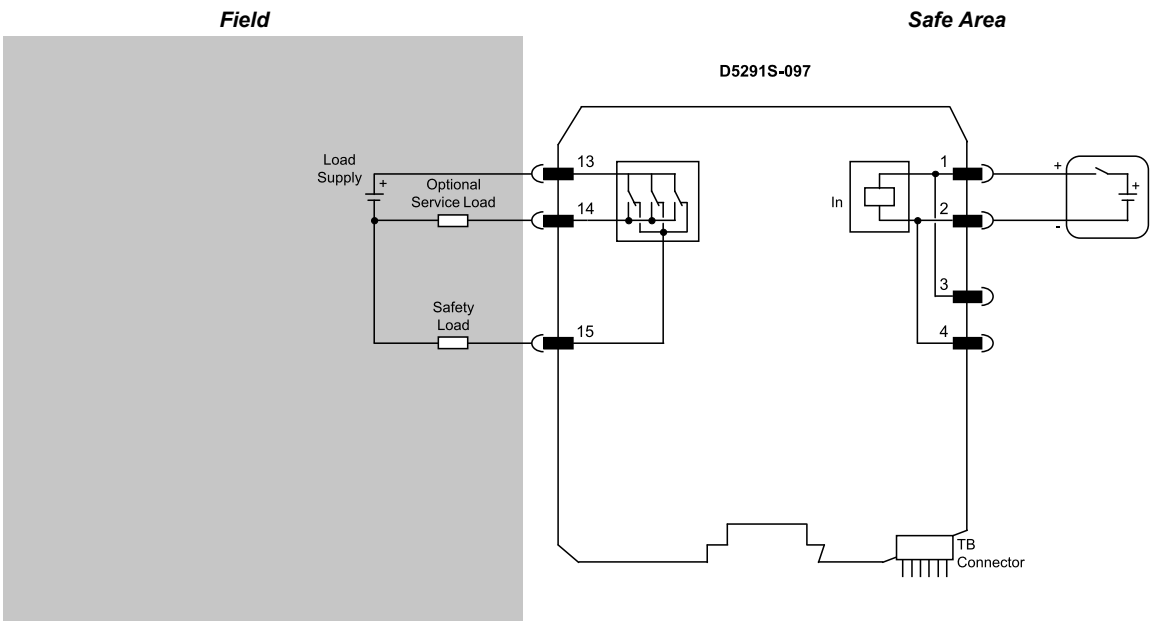 Field
Safe Area
D5291S-097
Load
Supply
+
Optional
Service Load
Safety
Load
13
14
15
In
1
2
3
4
+
-
+
TB
Connector